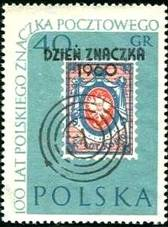 100 LAT POLSKIEGO ZNACZKA POCZTOWEGO
40 GR
DZIEŃ ZNACZKA
1960
POLSKA